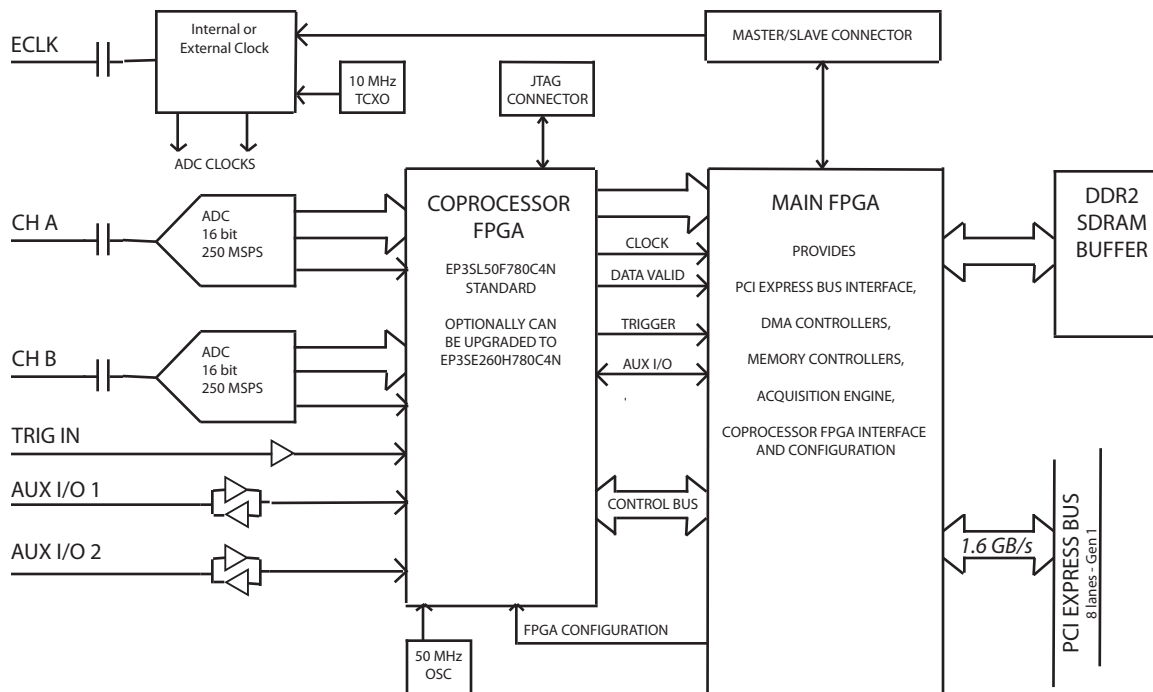 ECLK
Internal or
External Clock
MASTER/SLAVE CONNECTOR
10 MHz
TCXO
JTAG
CONNECTOR
ADC CLOCKS
CH A
ADC
16 bit
250 MSPS
COPROCESSOR
FPGA
EP3SL50F780C4N
STANDARD
OPTIONALLY CAN
BE UPGRADED TO
EP3SE260H780C4N
CLOCK
DATA VALID
TRIGGER
AUX I/O
MAIN FPGA
PROVIDES
PCI EXPRESS BUS INTERFACE,
DMA CONTROLLERS,
MEMORY CONTROLLERS,
ACQUISITION ENGINE,
COPROCESSOR FPGA INTERFACE
AND CONFIGURATION
DDR2
SDRAM
BUFFER
CH B
ADC
16 bit
250 MSPS
TRIG IN
AUX I/O 1
AUX I/O 2
CONTROL BUS
1.6 GB/s
PCI EXPRESS BUS
8 lanes - Gen 1
FPGA CONFIGURATION
50 MHz
OSC